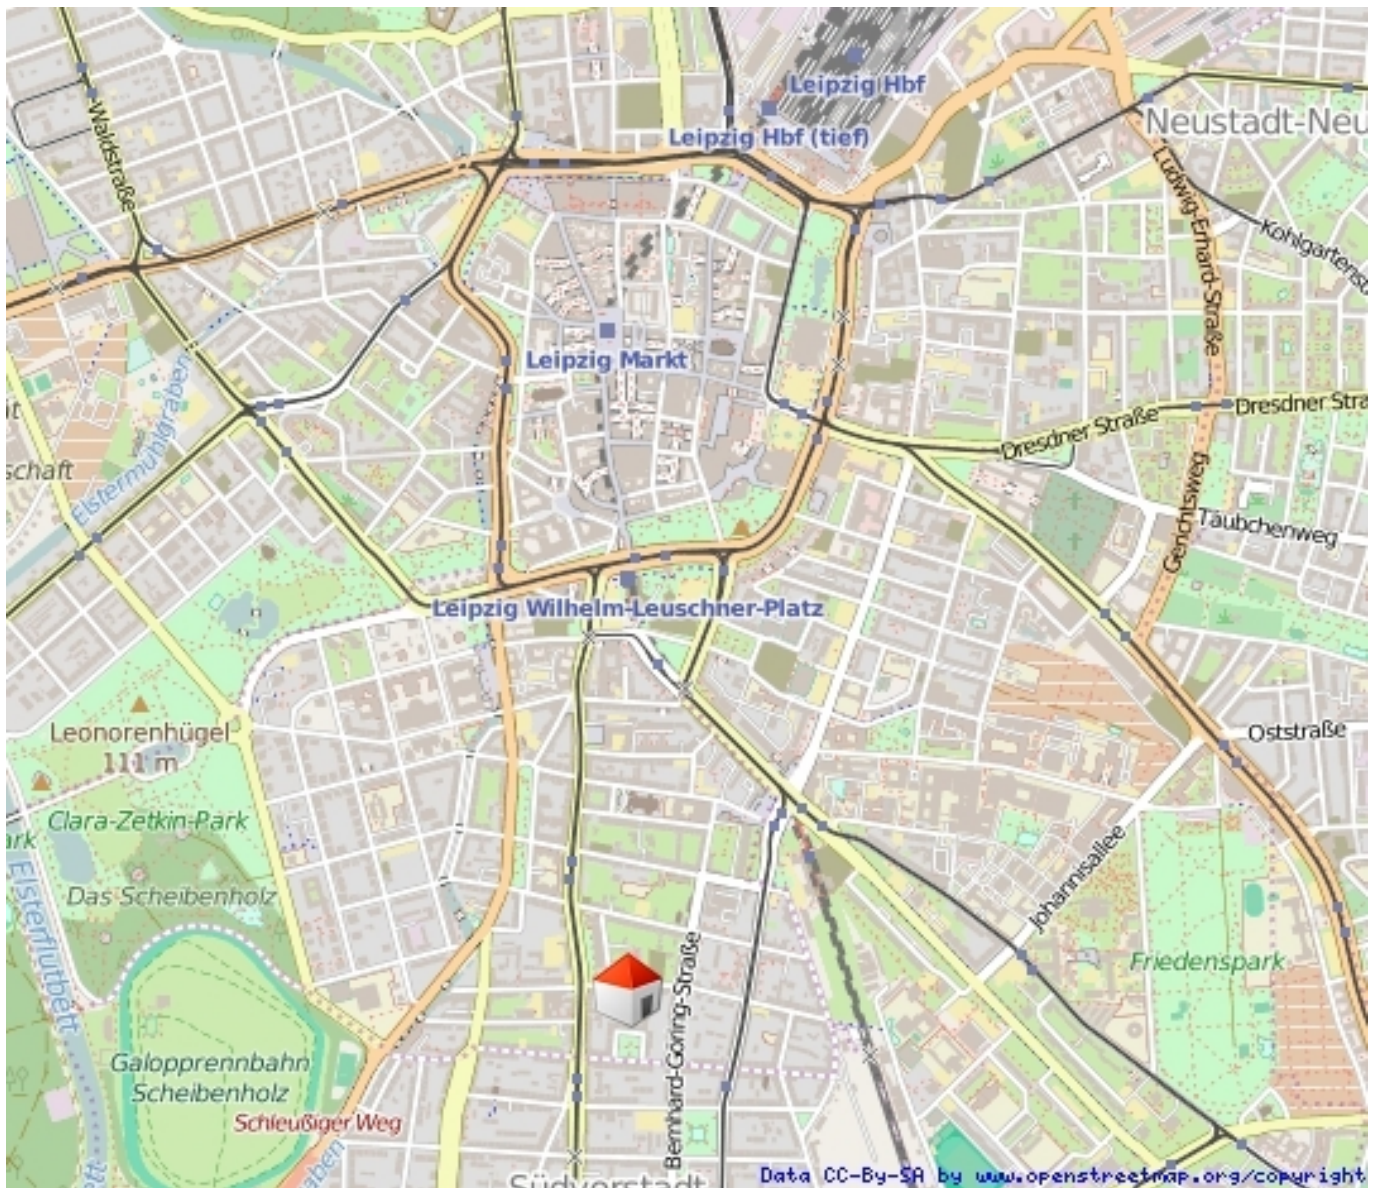 Leipzig Hbf
Neustadt-Neu
Leipzig Hbf (tief)
Waldstraße
Ludwig-Erhard-Straße
Kohlgartenstr
Leipzig Markt
Elstermühlgraben
Dresdner Straße
Dresdner Stra
schaft
Gerichtsweg
Täubchenweg
Leipzig Wilhelm-Leuschner-Platz
Leonorenhügel
111 m
Oststraße
Clara-Zetkin-Park
ark
Johannisallee
Das Scheibenholz
Elsterflutbett
Bernhard-Göring-Straße
Friedenspark
Galopprennbahn
Scheibenholz
Schleußiger Weg
aben
Südvorstadt
Data CC-By-SA by www.openstreetmap.org/copyright